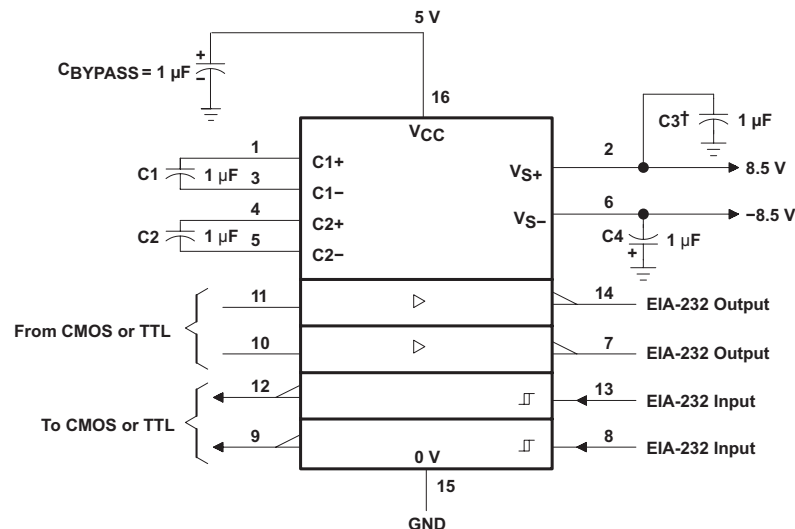 5 V
CBYPASS = 1 µF
+
−
16
VCC
C3†
1 µF
1
C1+
C1
1 µF
3
C1−
2
VS+
8.5 V
4
C2+
C2
1 µF
5
C2−
6
VS−
−8.5 V
C4
1 µF
+
From CMOS or TTL
11
14
EIA-232 Output
10
7
EIA-232 Output
To CMOS or TTL
12
13
EIA-232 Input
9
8
EIA-232 Input
0 V
15
GND